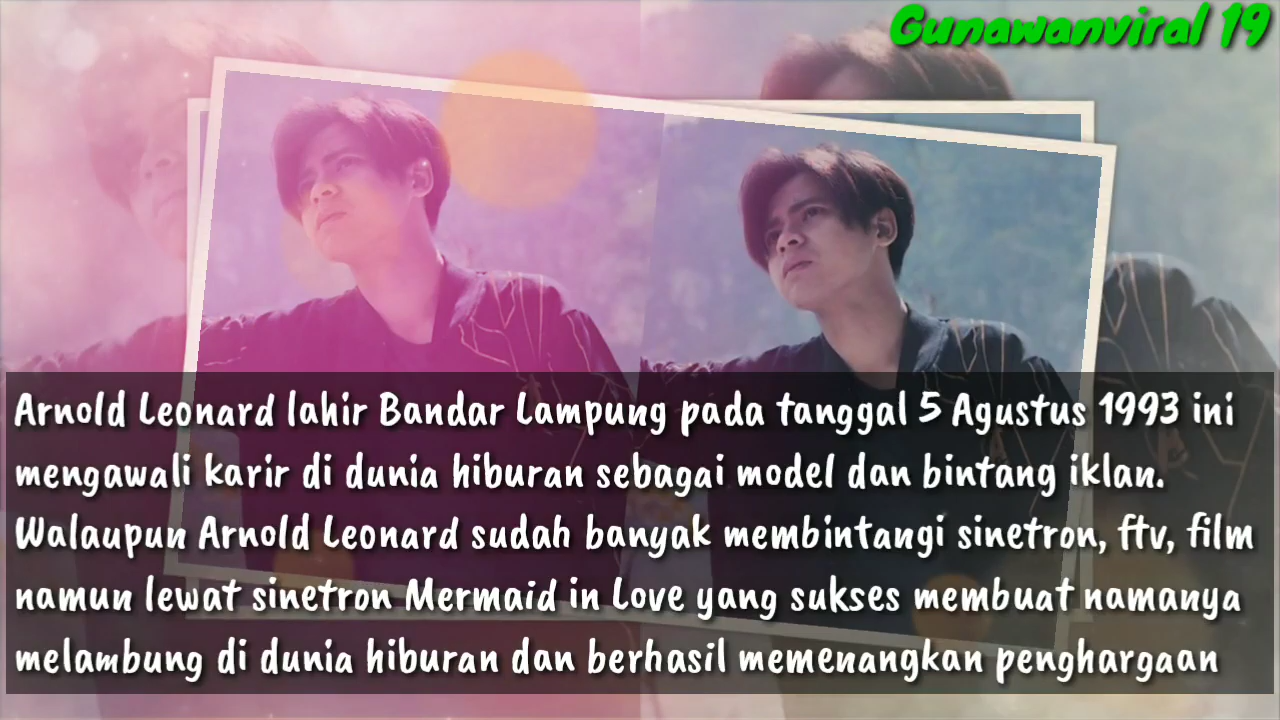 Gunawanviral 19
Arnold Leonard lahir Bandar Lampung pada tanggal 5 Agustus 1993 ini
mengawali karir di dunia hiburan sebagai model dan bintang iklan.
Walaupun Arnold Leonard sudah banyak membintangi sinetron, ftv, film
namun lewat sinetron Mermaid in Love yang sukses membuat namanya
melambung di dunia hiburan dan berhasil memenangkan penghargaan